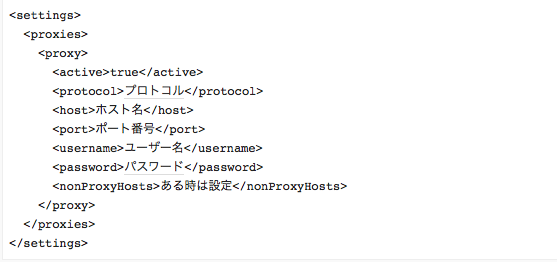 <settings>
<proxies>
<proxy>
<active>true</active>
<protocol>プロトコル</protocol>
<host>ホスト名</host>
<port>ポート番号</port>
<username>ユーザー名</username>
<password>パスワード</password>
<nonProxyHosts>ある時は設定</nonProxyHosts>
</proxy>
</proxies>
</settings>